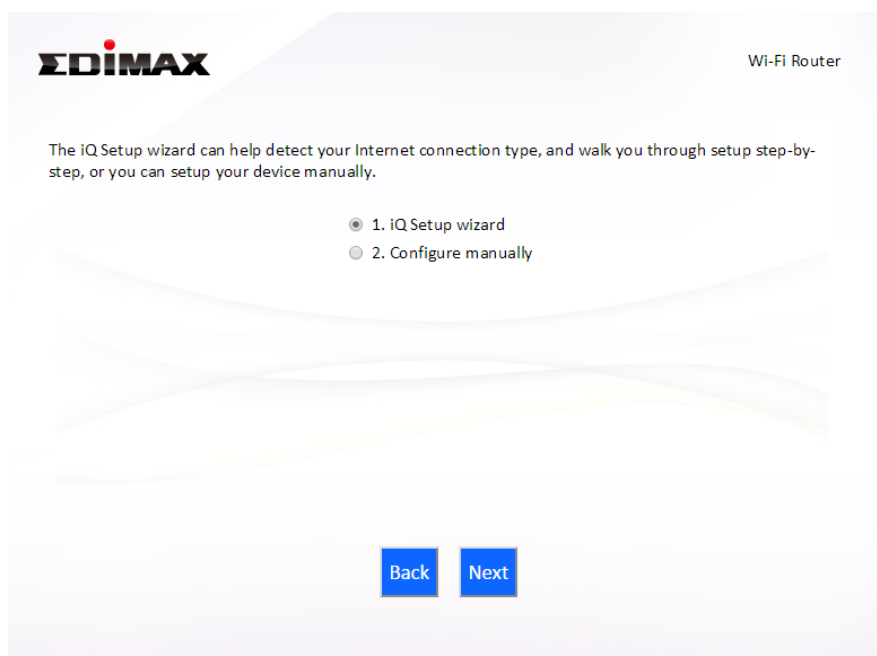 EDIMAX
Wi-Fi Router
The iQ Setup wizard can help detect your Internet connection type, and walk you through setup step-by-
step, or you can setup your device manually.
1. iQ Setup wizard
2. Configure manually
Back
Next